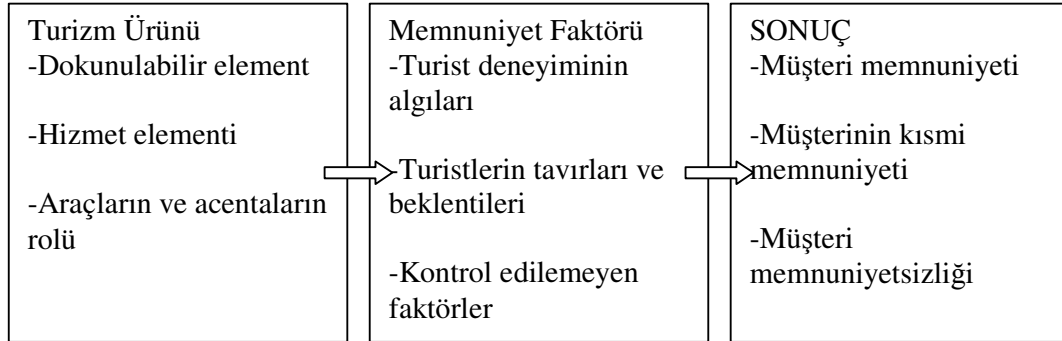 Turizm Ürünü
-Dokunulabilir element
-Hizmet elementi
-Araçların ve acentaların
rolü
Memnuniyet Faktörü
-Turist deneyiminin
algıları
-Turistlerin tavırları ve
beklentileri
-Kontrol edilemeyen
faktörler
SONUÇ
-Müşteri memnuniyeti
-Müşterinin kısmi
memnuniyeti
-Müşteri
memnuniyetsizliği